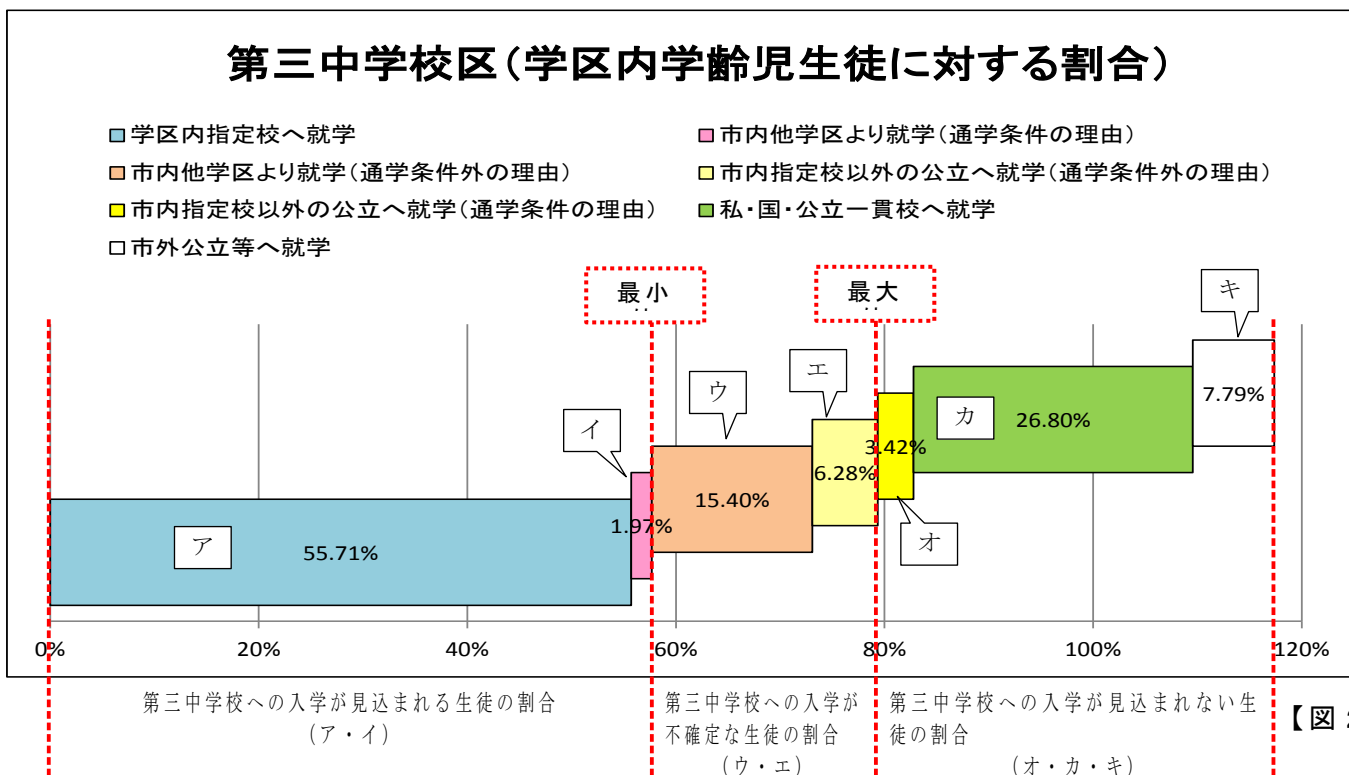 第三中学校区（学区内学齢児生徒に対する割合）
学区内指定校へ就学
市内他学区より就学（通学条件の理由）
市内他学区より就学（通学条件外の理由）
市内指定校以外の公立へ就学（通学条件外の理由）
市内指定校以外の公立へ就学（通学条件の理由）
私・国・公立一貫校へ就学
市外公立等へ就学
最小
最大
キ
エ
ウ
イ
7.79%
カ
26.80%
3.42%
6.28%
15.40%
1.97%
オ
ア
55.71%
0%
20%
40%
60%
80%
100%
120%
第三中学校への入学が見込まれる生徒の割合
（ア・イ）
第三中学校への入学が
不確定な生徒の割合
（ウ・エ）
第三中学校への入学が見込まれない生
徒の割合
（オ・カ・キ）
【図